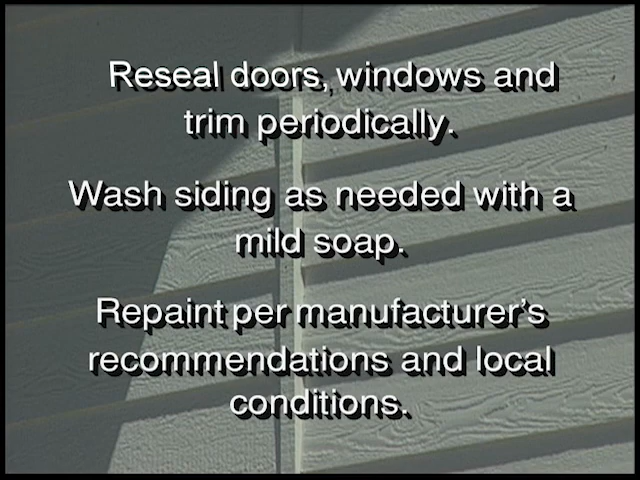 Reseal doors, windows and
trim periodically.
Wash siding as needed with a
mild soap.
Repaint per manufacturer's
recommendations and local
conditions.